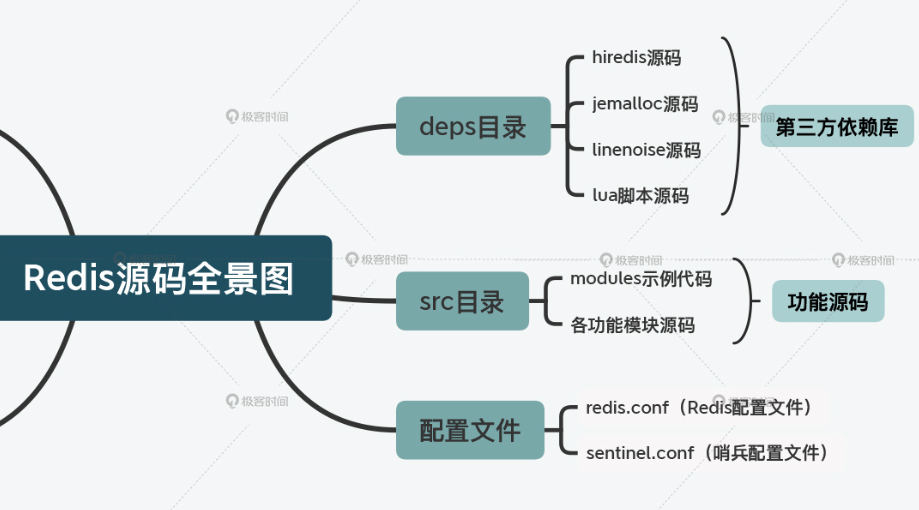 Redis源码全景图
deps目录
hiredis源码
jemalloc源码
linenoise源码
lua脚本源码
第三方依赖库
src目录
modules示例代码
各功能模块源码
功能源码
配置文件
redis.conf（Redis配置文件）
sentinel.conf（哨兵配置文件）
极客时间
极客时间
极客时间
极客时间
极客时间
极客时间
极客时间
极客时间